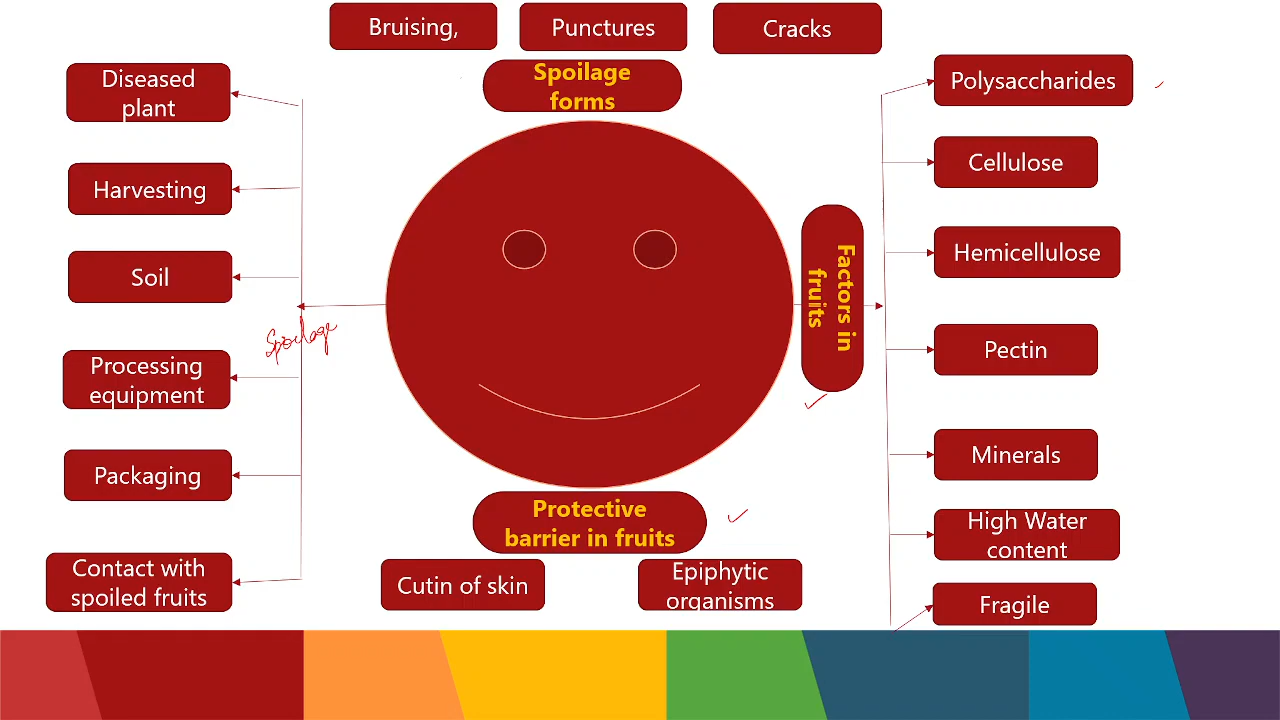 Bruising,
Punctures
Cracks
Spoilage
forms
Diseased
plant
Harvesting
Soil
Spoilage
Processing
equipment
Packaging
Contact with
spoiled fruits
Protective
barrier in fruits
Cutin of skin
Epiphytic
organisms
Factors in
fruits
Polysaccharides
Cellulose
Hemicellulose
Pectin
Minerals
High Water
content
Fragile